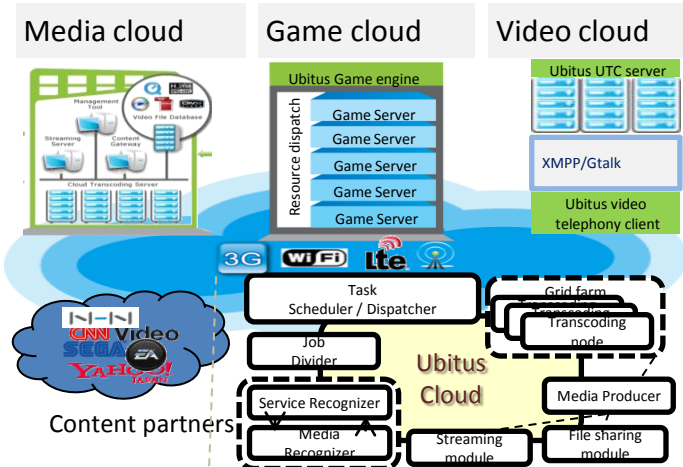 Media cloud
Game cloud
Video cloud
Management
Tool
Streaming
Server
Content
Gateway
Video File Database
Cloud Transcoding Server
Ubitus Game engine
Resource dispatch
Game Server
Game Server
Game Server
Game Server
Game Server
Ubitus UTC server
XMPP/Gtalk
Ubitus video
telephony client
3G
WiFi
Lte
CNN Video
SEGA
EA
YAHOO!
JAPAN
Content partners
Task
Scheduler / Dispatcher
Job
Divider
Service Recognizer
Media
Recognizer
Ubitus
Cloud
Grid farm
Transcoding
Transcoding
Transcoding
node
Media Producer
File sharing
module
Streaming
module